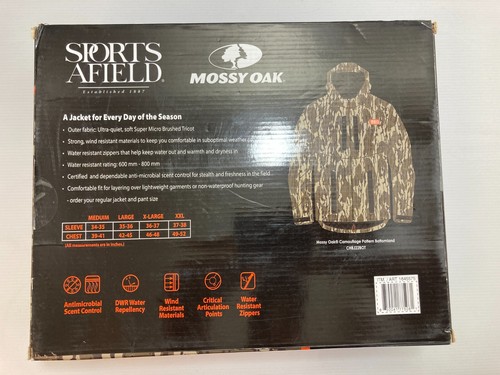 SPORTS
AFIELD.
Established 1887
MOSSY OAK
A Jacket for Every Day of the Season
• Outer fabric: Ultra-quiet, soft Super Micro Brushed Tricot
• Strong, wind resistant materials to keep you comfortable in suboptimal weather
• Water resistant zippers that help keep water out and warmth and dryness in
• Water resistant rating: 600 mm - 800 mm
• Certified and dependable anti-microbial scent control for stealth and freshness in the field
• Comfortable fit for layering over lightweight garments or non-waterproof hunting gear
- order your regular jacket and pant size
MEDUIM LARGE X-LARGE XXL
SLEEVE 34-35 35-36 36-37 37-38
CHEST 39-41 42-45 46-48 49-52
(All measurements are in inches.)
Mossy Oak® Camouflage Pattern Bottomland
Antimicrobial
Scent Control
DWR Water
Repellency
Wind
Resistant
Materials
Critical
Articulation
Points
Water
Resistant
Zippers